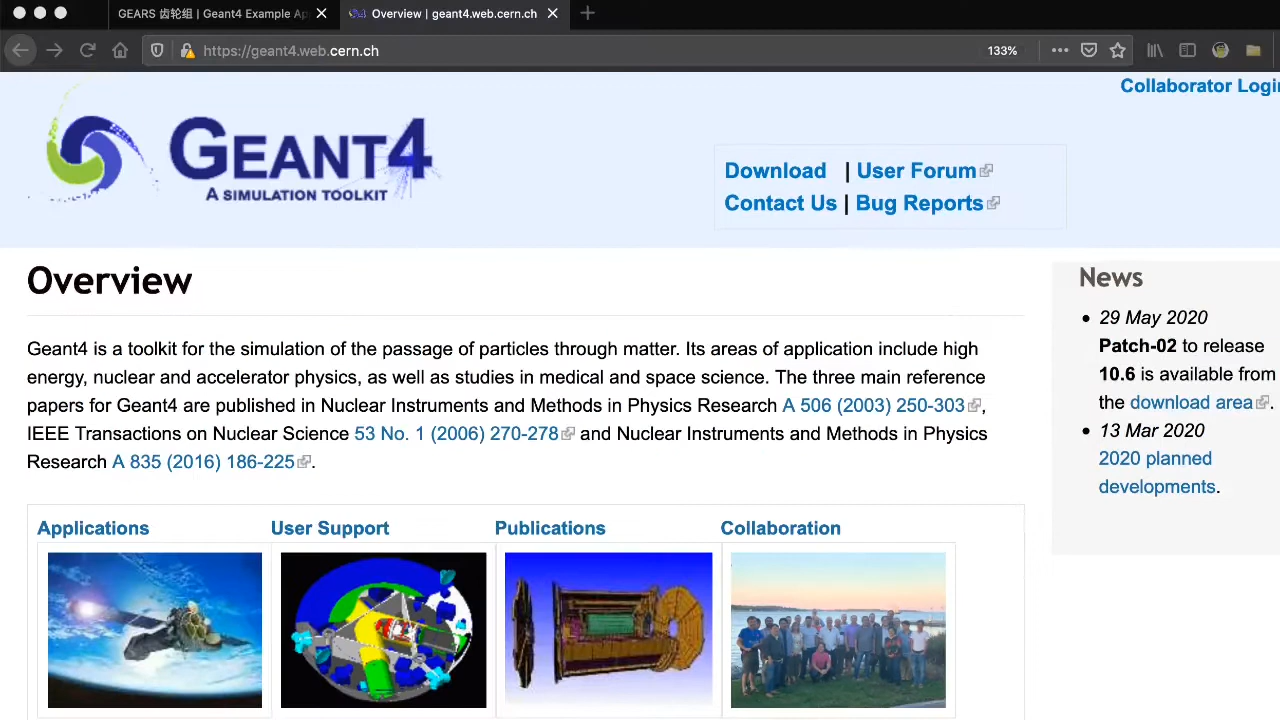 GEARS 齿轮组 | Geant4 Example Ap
Overview | geant4.web.cern.ch
https://geant4.web.cern.ch
133%
Collaborator Login
GEANT4
A SIMULATION TOOLKIT
Download | User Forum
Contact Us | Bug Reports
Overview
Geant4 is a toolkit for the simulation of the passage of particles through matter. Its areas of application include high
energy, nuclear and accelerator physics, as well as studies in medical and space science. The three main reference
papers for Geant4 are published in Nuclear Instruments and Methods in Physics Research A 506 (2003) 250-303,
IEEE Transactions on Nuclear Science 53 No. 1 (2006) 270-278 and Nuclear Instruments and Methods in Physics
Research A 835 (2016) 186-225.
News
29 May 2020
Patch-02 to release
10.6 is available from
the download area.
13 Mar 2020
2020 planned
developments.
Applications
User Support
Publications
Collaboration